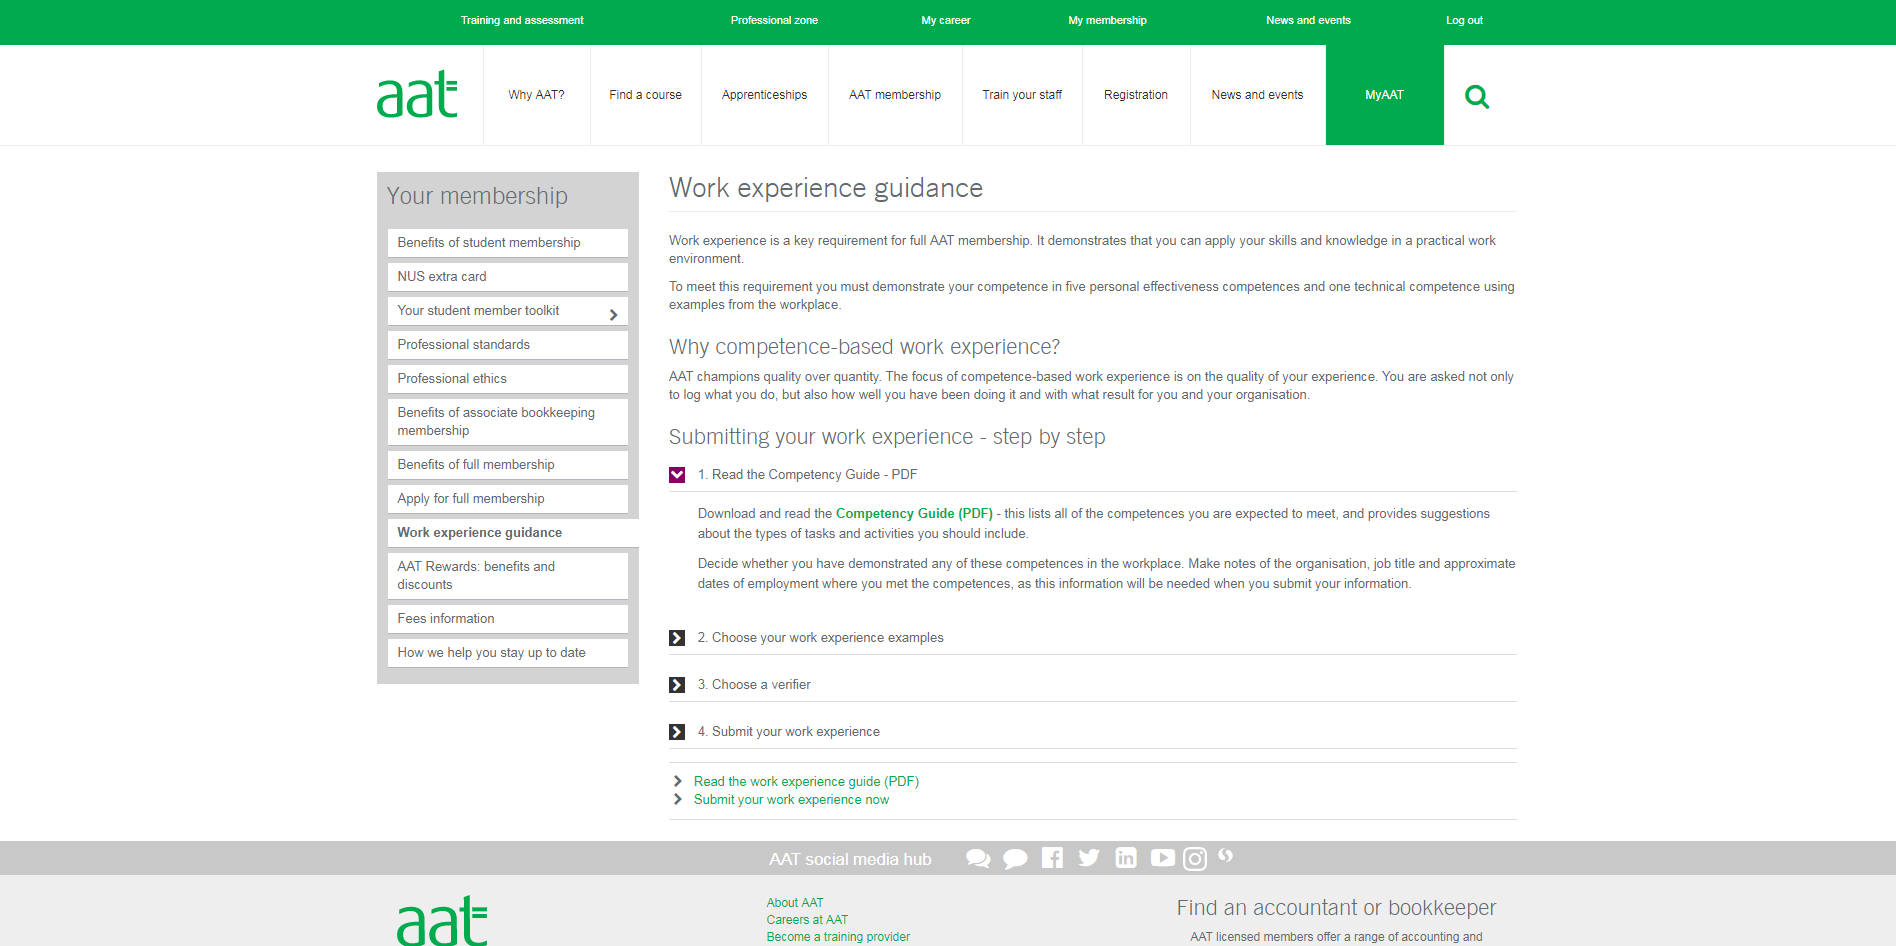 Training and assessment
Professional zone
My career
My membership
News and events
Log out
aat
Why AAT?
Find a course
Apprenticeships
AAT membership
Train your staff
Registration
News and events
MyAAT
Your membership
Benefits of student membership
NUS extra card
Your student member toolkit
Professional standards
Professional ethics
Benefits of associate bookkeeping
membership
Benefits of full membership
Apply for full membership
Work experience guidance
AAT Rewards: benefits and
discounts
Fees information
How we help you stay up to date
Work experience guidance
Work experience is a key requirement for full AAT membership. It demonstrates that you can apply your skills and knowledge in a practical work
environment.
To meet this requirement you must demonstrate your competence in five personal effectiveness competences and one technical competence using
examples from the workplace.
Why competence-based work experience?
AAT champions quality over quantity. The focus of competence-based work experience is on the quality of your experience. You are asked not only
to log what you do, but also how well you have been doing it and with what result for you and your organisation.
Submitting your work experience - step by step
1. Read the Competency Guide - PDF
Download and read the Competency Guide (PDF) - this lists all of the competences you are expected to meet, and provides suggestions
about the types of tasks and activities you should include.
Decide whether you have demonstrated any of these competences in the workplace. Make notes of the organisation, job title and approximate
dates of employment where you met the competences, as this information will be needed when you submit your information.
2. Choose your work experience examples
3. Choose a verifier
4. Submit your work experience
Read the work experience guide (PDF)
Submit your work experience now
AAT social media hub
aat
About AAT
Careers at AAT
Become a training provider
Find an accountant or bookkeeper
AAT licensed members offer a range of accounting and